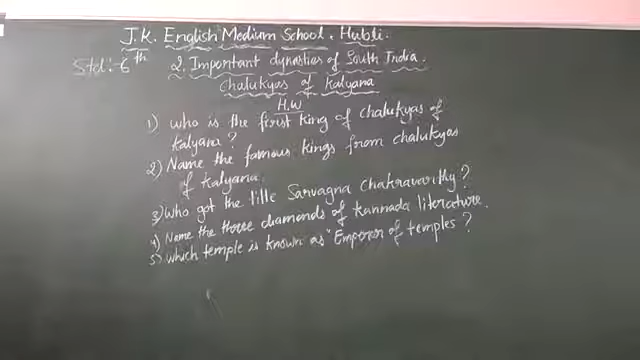 J.K. English Medium School, Hubli.
Std:-6th 2. Important dynasties of South India.
Chalukyas of Kalyana
H.W
1) who is the first king of chalukyas of
Kalyana?
2) Name the famous kings from chalukyas
of kalyana.
3) Who got the title Sarvagna Chakravarthy?
4) Name the three diamonds of Kannada literature.
5) which temple is known as "Emperor of temples?